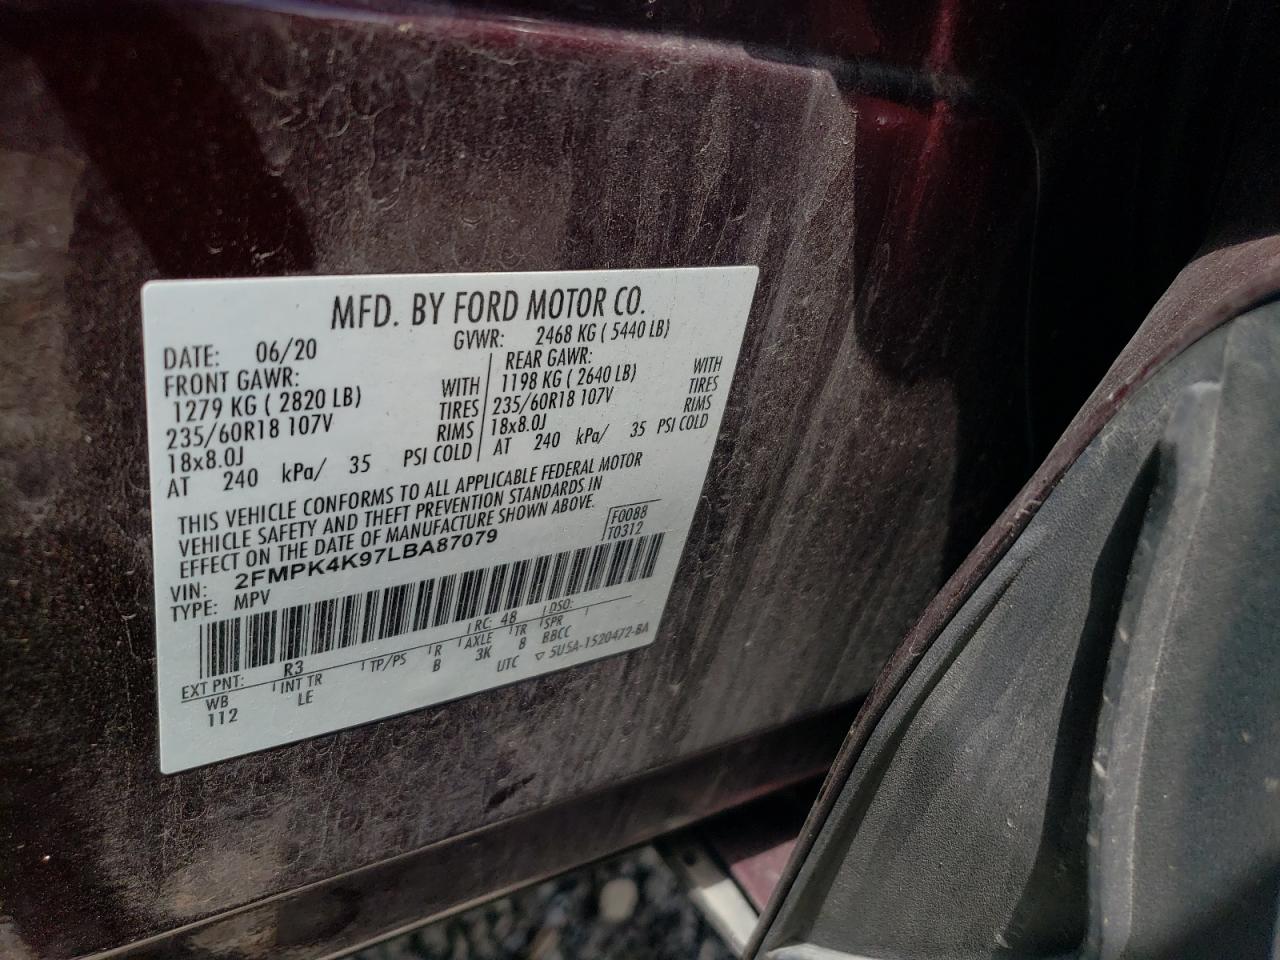 MFD. BY FORD MOTOR CO.
DATE: 06/20 GVWR: 2468 KG ( 5440 LB)
FRONT GAWR: REAR GAWR:
1279 KG ( 2820 LB) WITH 1198 KG ( 2640 LB) WITH
235/60R18 107V TIRES 235/60R18 107V TIRES
18x8.0J RIMS 18x8.0J RIMS
AT 240 kPa/ 35 PSI COLD AT 240 kPa/ 35 PSI COLD
THIS VEHICLE CONFORMS TO ALL APPLICABLE FEDERAL MOTOR
VEHICLE SAFETY AND THEFT PREVENTION STANDARDS IN
EFFECT ON THE DATE OF MANUFACTURE SHOWN ABOVE.
F0088
T0312
VIN: 2FMPK4K97LBA87079
TYPE: MPV
RC: 48 DSO:
EXT PNT: R3 TP/PS R AXLE TR SPR
WB INT TR B 3K 8 BBCC
112 LE UTC ▽ 5U5A-1520472-BA